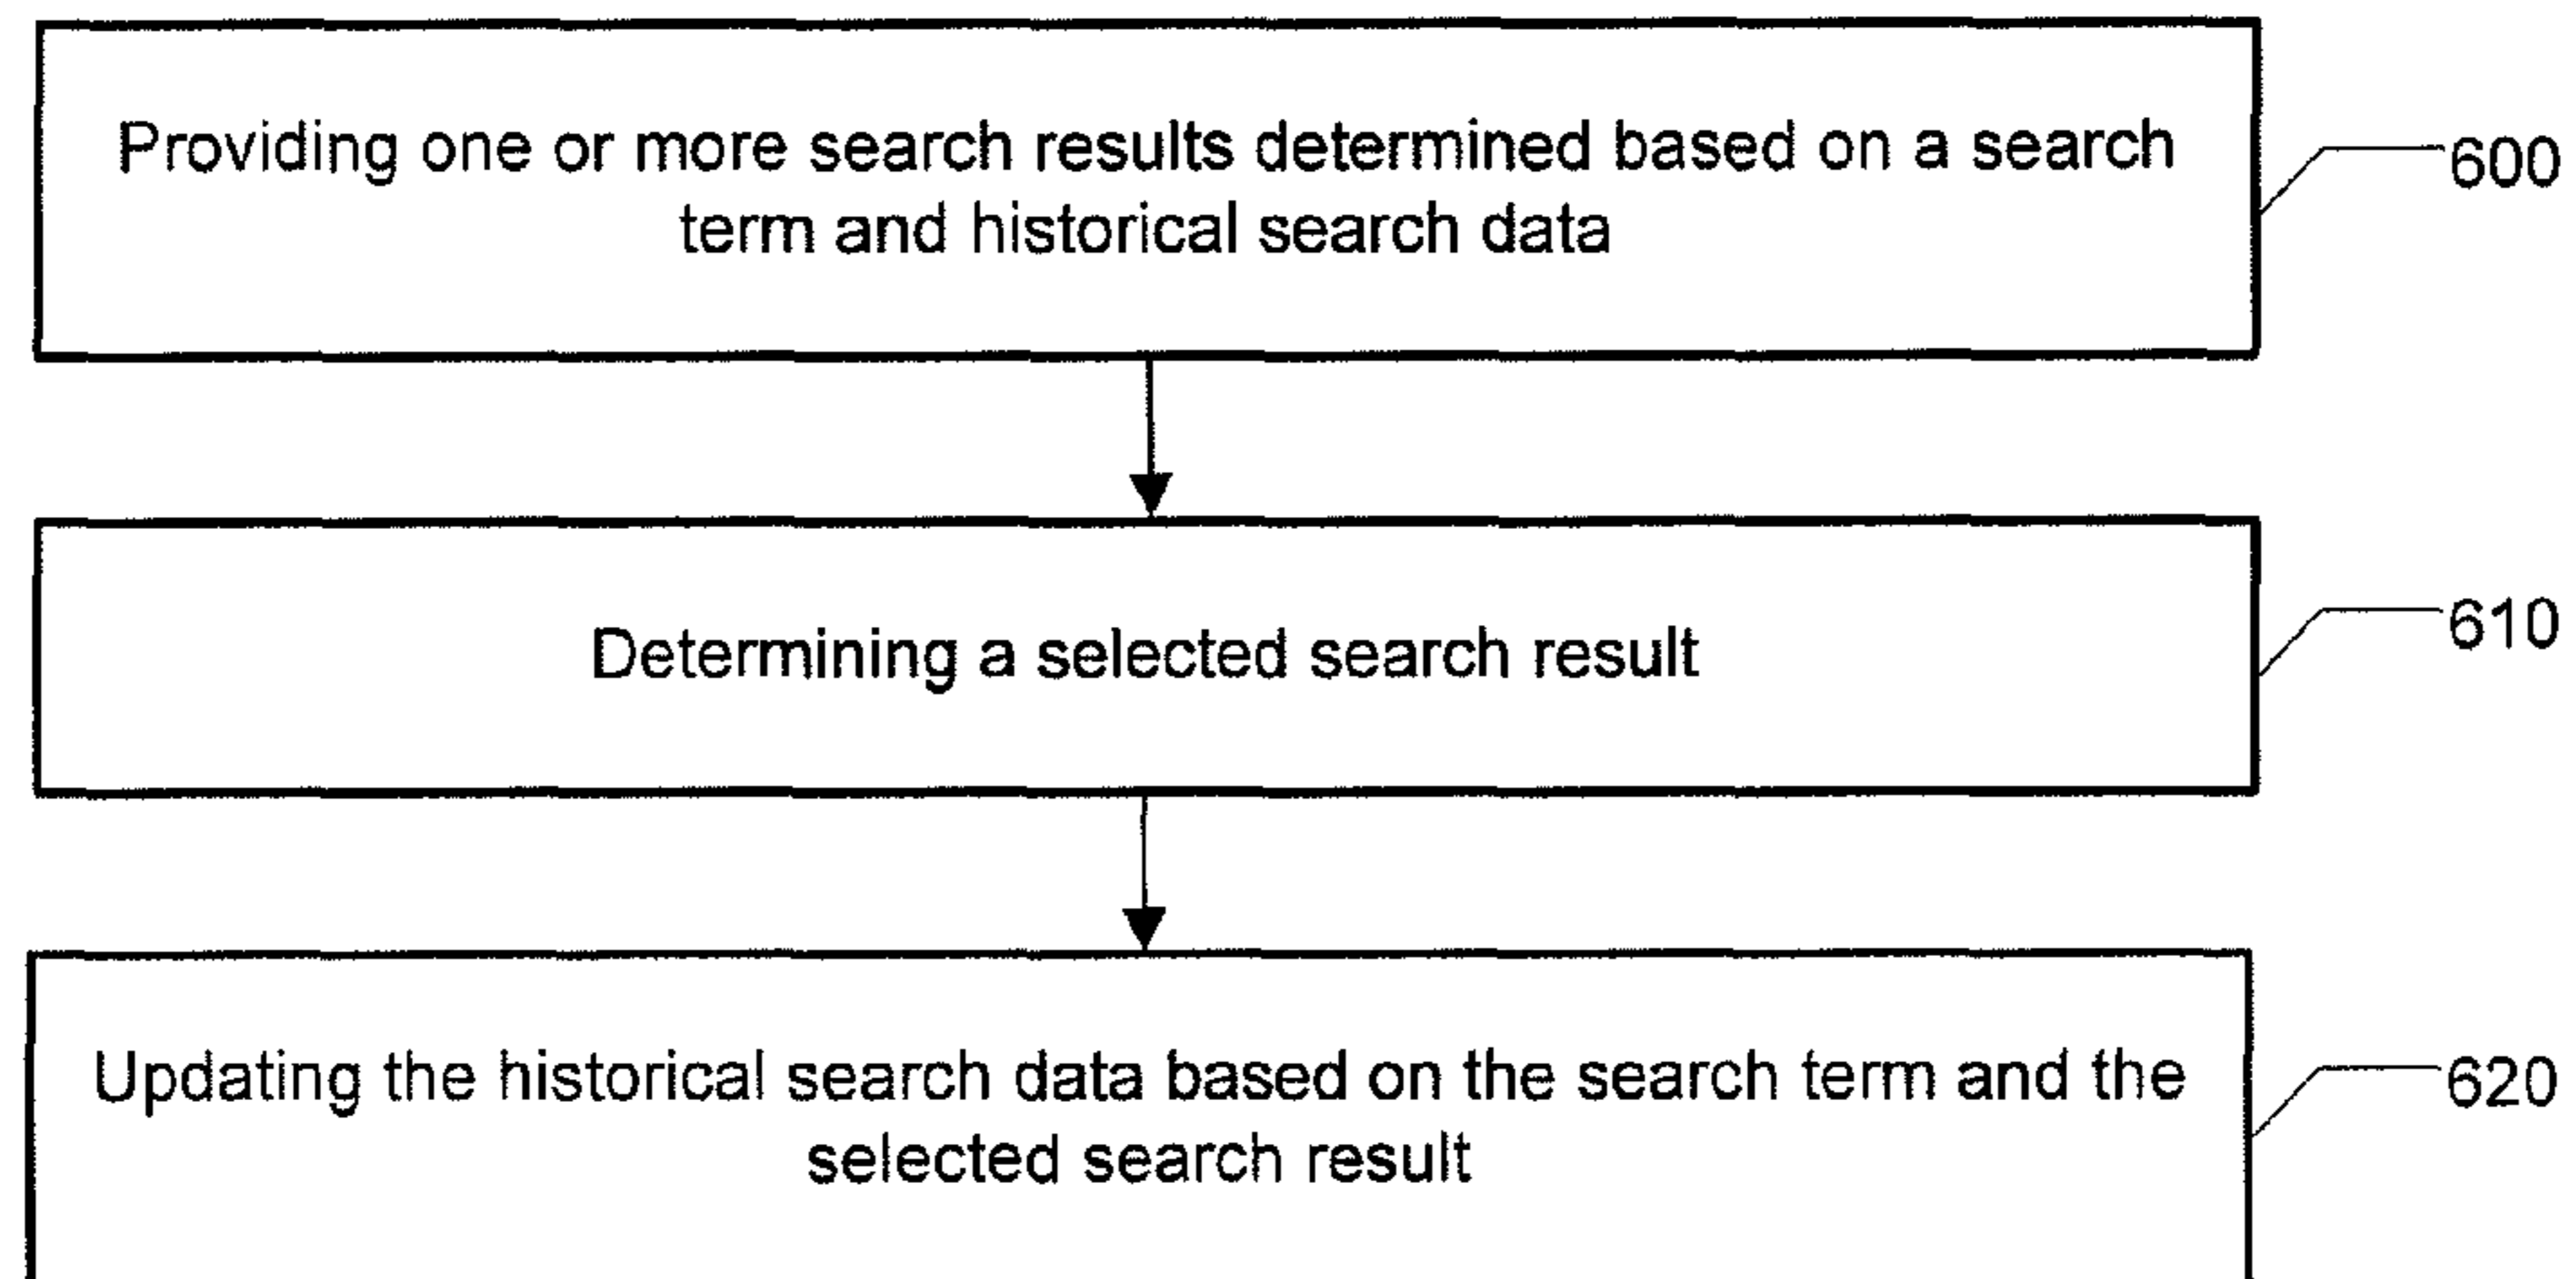 Providing one or more search results determined based on a search
term and historical search data
600
Determining a selected search result
610
Updating the historical search data based on the search term and the
selected search result
620